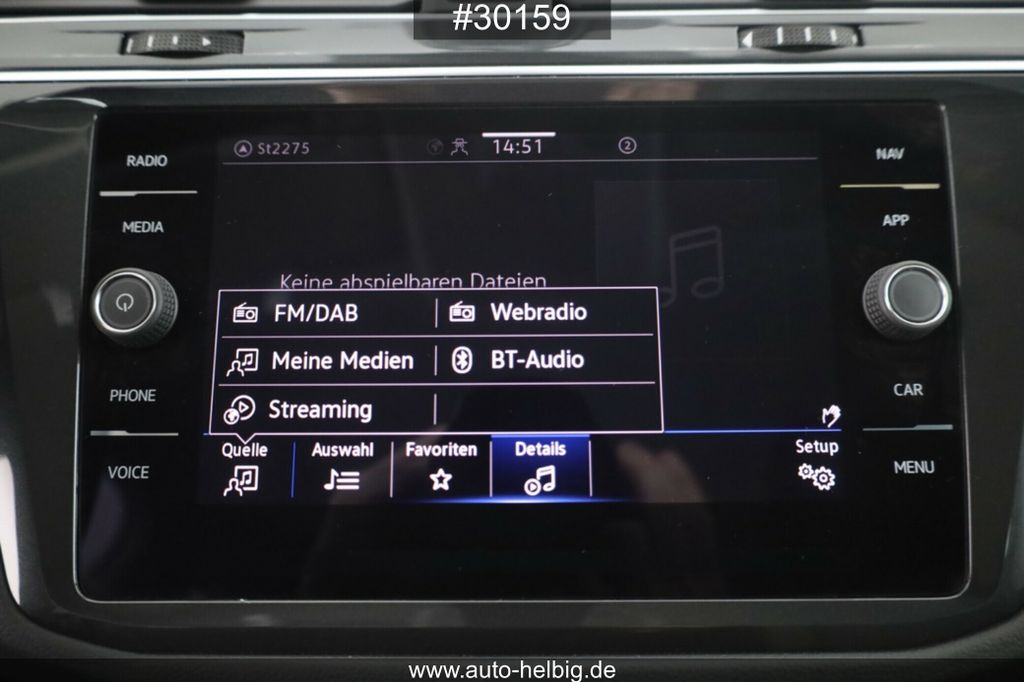 #30159
St2275
14:51
2
RADIO
NAV
MEDIA
APP
Keine abspielbaren Dateien
FM/DAB
Webradio
Meine Medien
BT-Audio
PHONE
CAR
Streaming
Quelle
Auswahl
Favoriten
Details
Setup
VOICE
MENU
www.auto-helbig.de